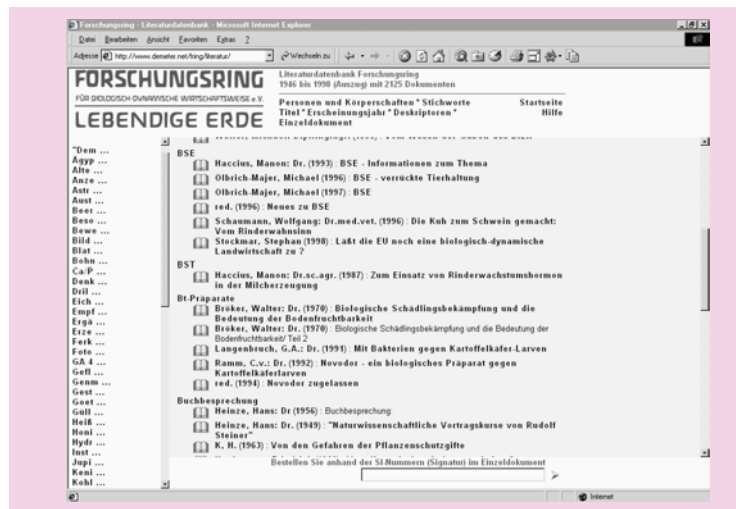 Forschungsring - Literaturdatenbank - Microsoft Internet Explorer
Datei Bearbeiten Ansicht Favoriten Extras ?
Adresse http://www.demeter.net/fring/literatur/ Wechseln zu
FORSCHUNGSRING
FÜR BIOLOGISCH-DYNAMISCHE WIRTSCHAFTSWEISE e.V.
LEBENDIGE ERDE
Literaturdatenbank Forschungsring
1946 bis 1998 (Auszug) mit 2125 Dokumenten
Personen und Körperschaften * Stichworte Startseite
Titel * Erscheinungsjahr * Deskriptoren * Hilfe
Einzeldokument
"Dem ...
Ägyp ...
Alte ...
Anze ...
Astr ...
Aust ...
Beer ...
Beso ...
Bewe ...
Bild ...
Blat ...
Bohn ...
Ca/P ...
Denk ...
Dril ...
Eich ...
Empf ...
Erga ...
Erze ...
Ferk ...
Foto ...
GA 4 ...
Gefl ...
Genm ...
Gest ...
Goet ...
Güll ...
Heiß ...
Honi ...
Hydr ...
Inst ...
Jupi ...
Keni ...
Kohl ...
BSE
Haccius, Manon: Dr. (1993) : BSE - Informationen zum Thema
Olbrich-Majer, Michael (1996) : BSE - verrückte Tierhaltung
Olbrich-Majer, Michael (1997) : BSE
red. (1996) : Neues zu BSE
Schaumann, Wolfgang: Dr.med.vet. (1996) : Die Kuh zum Schwein gemacht:
Vom Rinderwahnsinn
Stockmar, Stephan (1998) : Läßt die EU noch eine biologisch-dynamische
Landwirtschaft zu ?
BST
Haccius, Manon: Dr.sc.agr. (1987) : Zum Einsatz von Rinderwachstumshormon
in der Milcherzeugung
Bt-Präparate
Bröker, Walter: Dr. (1970) : Biologische Schädlingsbekämpfung und die
Bedeutung der Bodenfruchtbarkeit
Bröker, Walter: Dr. (1970) : Biologische Schädlingsbekämpfung und die Bedeutung der
Bodenfruchtbarkeit/ Teil 2
Langenbruch, G.A.: Dr. (1991) : Mit Bakterien gegen Kartoffelkäfer-Larven
Ramm, C.v.: Dr. (1992) : Novodor - ein biologisches Präparat gegen
Kartoffelkäferlarven
red. (1994) : Novodor zugelassen
Buchbesprechung
Heinze, Hans: Dr (1956) : Buchbesprechung:
Heinze, Hans: Dr. (1949) : "Naturwissenschaftliche Vortragskurse von Rudolf
Steiner"
K, H. (1963) : Von den Gefahren der Pflanzenschutzgifte
Bestellen Sie anhand der SI-Nummern (Signatur) im Einzeldokument
Internet